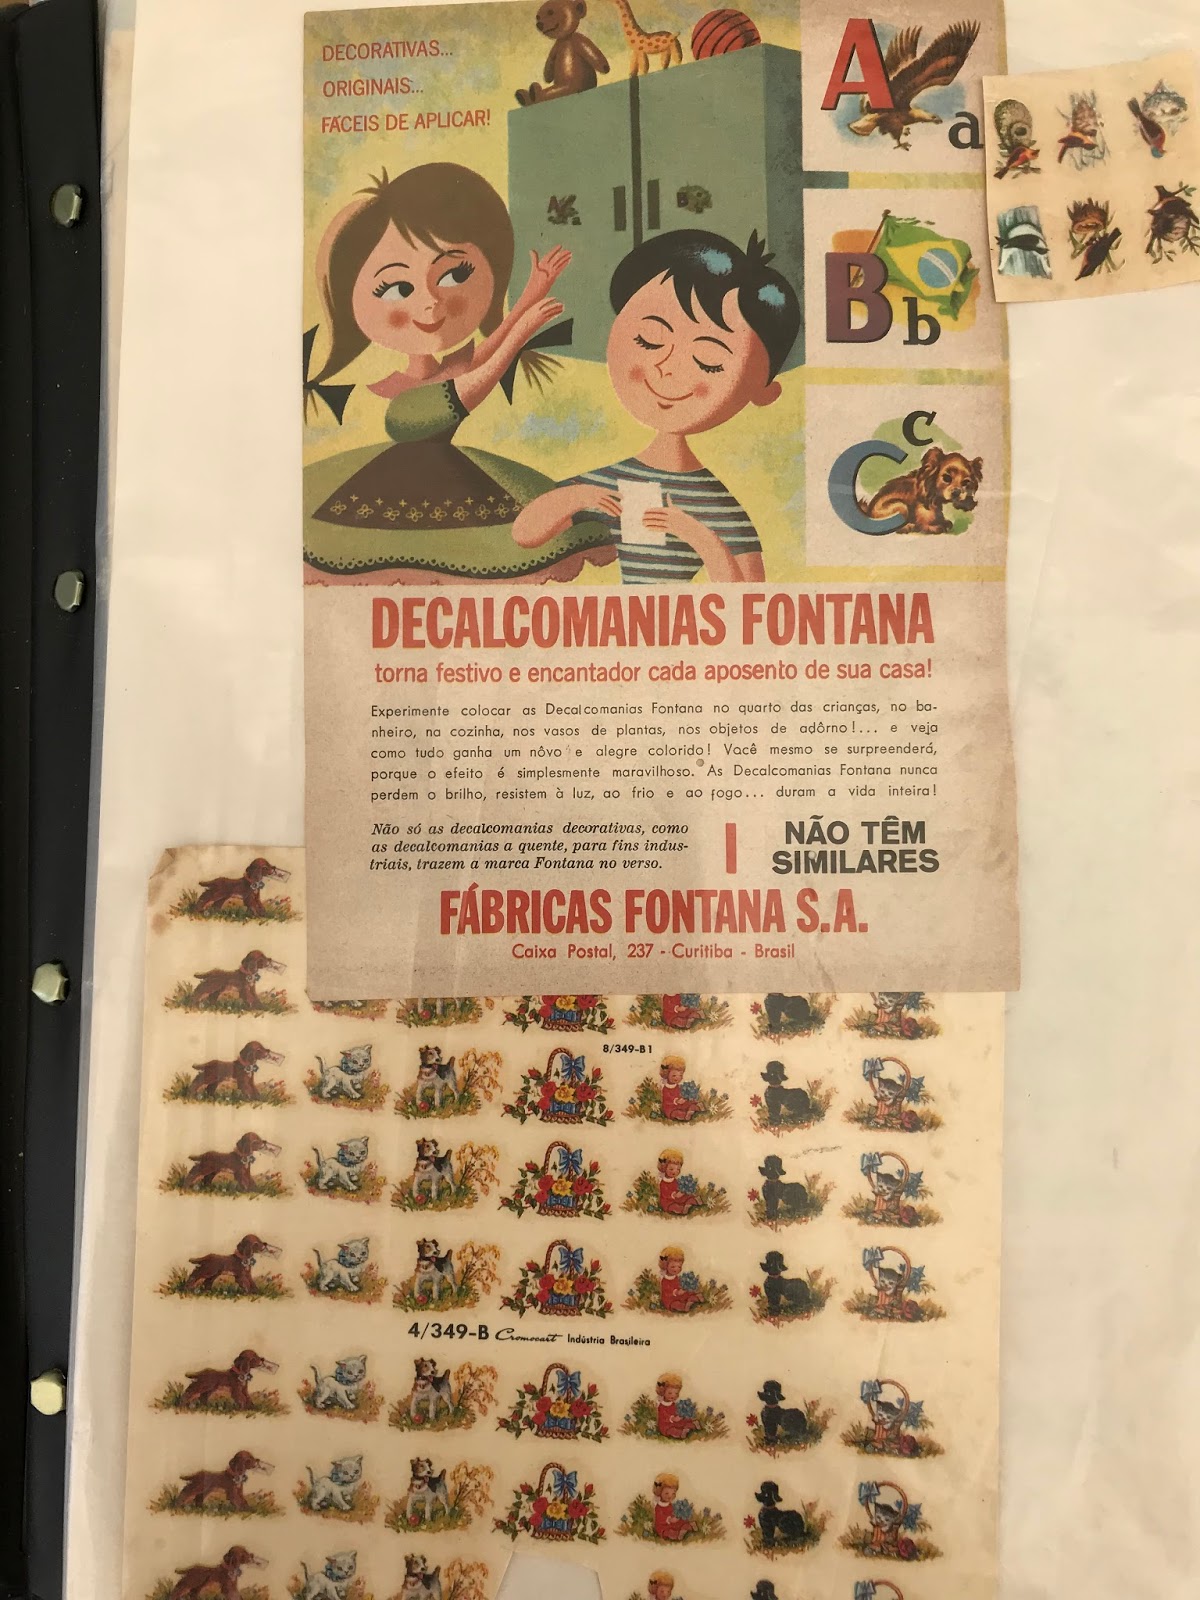 DECORATIVAS...
ORIGINAIS...
FÁCEIS DE APLICAR!
A
a
B
b
C
c
DECALCOMANIAS FONTANA
torna festivo e encantador cada aposento de sua casa!
Experimente colocar as Decalcomanias Fontana no quarto das crianças, no ba-
nheiro, na cozinha, nos vasos de plantas, nos objetos de adôrno!... e veja
como tudo ganha um nôvo e alegre colorido! Você mesmo se surpreenderá,
porque o efeito é simplesmente maravilhoso. As Decalcomanias Fontana nunca
perdem o brilho, resistem à luz, ao frio e ao fogo... duram a vida inteira!
Não só as decalcomanias decorativas, como
as decalcomanias a quente, para fins indus-
triais, trazem a marca Fontana no verso.
NÃO TÊM
SIMILARES
FÁBRICAS FONTANA S.A.
Caixa Postal, 237 - Curitiba - Brasil
8/349-B1
4/349-B Cromocart Indústria Brasileira